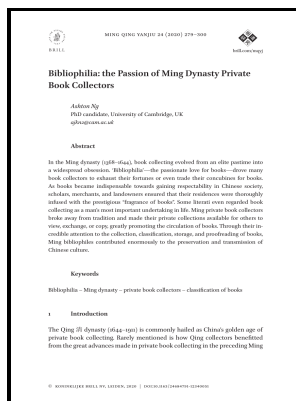 BRILL
MING QING YANJIU 24 (2020) 279–300
brill.com/mqyj
Bibliophilia: the Passion of Ming Dynasty Private
Book Collectors
Ashton Ng
PhD candidate, University of Cambridge, UK
ajkn2@cam.ac.uk
Abstract
In the Ming dynasty (1368–1644), book collecting evolved from an elite pastime into
a widespread obsession. ‘Bibliophilia’—the passionate love for books—drove many
book collectors to exhaust their fortunes or even trade their concubines for books.
As books became indispensable towards gaining respectability in Chinese society,
scholars, merchants, and landowners ensured that their residences were thoroughly
infused with the prestigious “fragrance of books”. Some literati even regarded book
collecting as a man’s most important undertaking in life. Ming private book collectors
broke away from tradition and made their private collections available for others to
view, exchange, or copy, greatly promoting the circulation of books. Through their in-
credible attention to the collection, classification, storage, and proofreading of books,
Ming bibliophiles contributed enormously to the preservation and transmission of
Chinese culture.
Keywords
Bibliophilia – Ming dynasty – private book collectors – classification of books
1 Introduction
The Qing 清 dynasty (1644–1911) is commonly hailed as China’s golden age of
private book collecting. Rarely mentioned is how Qing collectors benefitted
from the great advances made in private book collecting in the preceding Ming
© KONINKLIJKE BRILL NV, LEIDEN, 2020 | DOI:10.1163/24684791-12340051